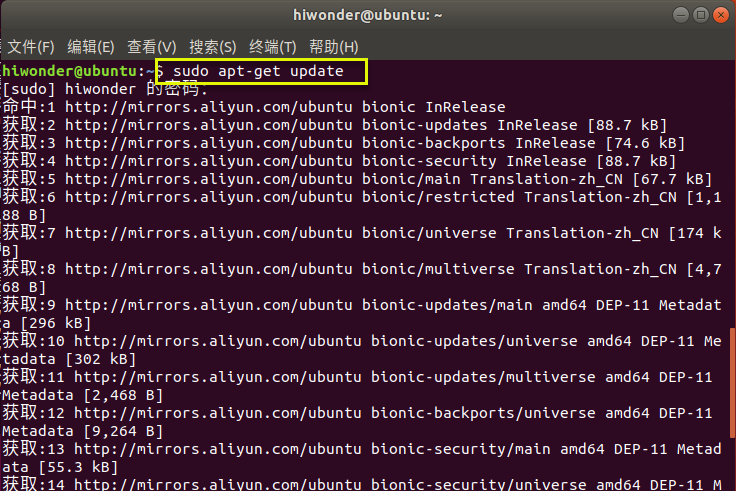 hiwonder@ubuntu: ~
文件(F) 编辑(E) 查看(V) 搜索(S) 终端(T) 帮助(H)
hiwonder@ubuntu:~$ sudo apt-get update
[sudo] hiwonder 的密码:
命中:1 http://mirrors.aliyun.com/ubuntu bionic InRelease
获取:2 http://mirrors.aliyun.com/ubuntu bionic-updates InRelease [88.7 kB]
获取:3 http://mirrors.aliyun.com/ubuntu bionic-backports InRelease [74.6 kB]
获取:4 http://mirrors.aliyun.com/ubuntu bionic-security InRelease [88.7 kB]
获取:5 http://mirrors.aliyun.com/ubuntu bionic/main Translation-zh_CN [67.7 kB]
获取:6 http://mirrors.aliyun.com/ubuntu bionic/restricted Translation-zh_CN [1,1
88 B]
获取:7 http://mirrors.aliyun.com/ubuntu bionic/universe Translation-zh_CN [174 k
B]
获取:8 http://mirrors.aliyun.com/ubuntu bionic/multiverse Translation-zh_CN [4,7
68 B]
获取:9 http://mirrors.aliyun.com/ubuntu bionic-updates/main amd64 DEP-11 Metadat
a [296 kB]
获取:10 http://mirrors.aliyun.com/ubuntu bionic-updates/universe amd64 DEP-11 Me
tadata [302 kB]
获取:11 http://mirrors.aliyun.com/ubuntu bionic-updates/multiverse amd64 DEP-11
Metadata [2,468 B]
获取:12 http://mirrors.aliyun.com/ubuntu bionic-backports/universe amd64 DEP-11
Metadata [9,264 B]
获取:13 http://mirrors.aliyun.com/ubuntu bionic-security/main amd64 DEP-11 Metad
ata [55.3 kB]
获取:14 http://mirrors.aliyun.com/ubuntu bionic-security/universe amd64 DEP-11 M